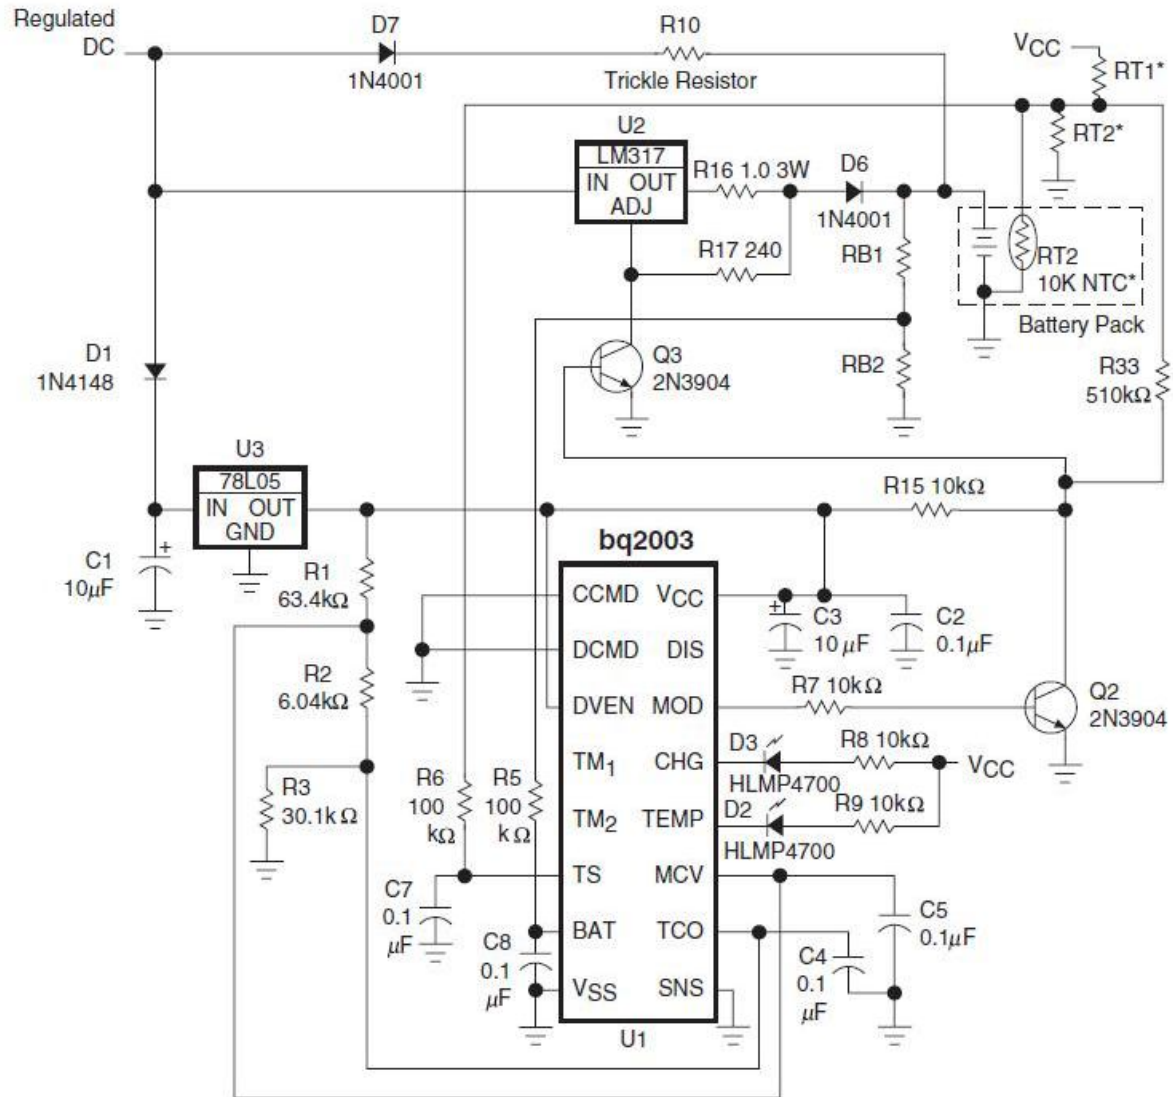 Regulated
DC
D7
1N4001
R10
Trickle Resistor
VCC
RT1*
RT2*
U2
LM317
IN OUT
ADJ
R16 1.0 3W
D6
1N4001
R17 240
RB1
RB2
RT2
10K NTC*
Battery Pack
D1
1N4148
Q3
2N3904
R33
510kΩ
U3
78L05
IN OUT
GND
R15 10kΩ
C1
+
10µF
R1
63.4kΩ
bq2003
CCMD
VCC
+
C3
10 µF
C2
0.1µF
DCMD
DIS
R2
6.04kΩ
DVEN
MOD
R7 10kΩ
Q2
2N3904
TM1
CHG
D3
HLMP4700
R8 10kΩ
VCC
R3
30.1kΩ
R6
100
kΩ
R5
100
kΩ
TM2
TEMP
D2
HLMP4700
R9 10kΩ
TS
MCV
C7
0.1
µF
C5
0.1µF
BAT
TCO
C8
0.1
µF
C4
0.1
µF
VSS
SNS
U1